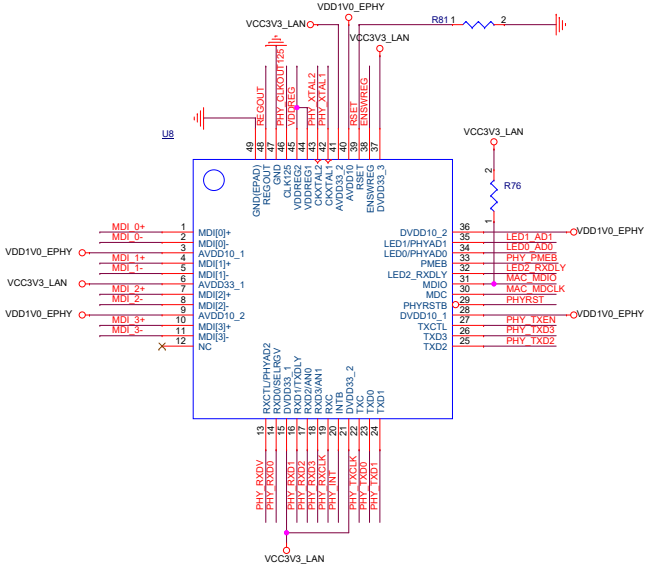 VDD1V0_EPHY
VCC3V3_LAN
R81 1 2
VCC3V3_LAN
REGOUT
PHY_CLKOUT125
VDDREG
PHY_XTAL2
PHY_XTAL1
RSET
ENSWREG
U8
49 48 47 46 45 44 43 42 41 40 39 38 37
GND(EPAD)
REGOUT
GND
CLK125
VDDREG2
VDDREG1
CKXTAL2
CKXTAL1
AVDD33_2
AVDD10
RSET
ENSWREG
DVDD33_3
VCC3V3_LAN
2
R76
1
MDI_0+ 1 MDI[0]+
MDI_0- 2 MDI[0]-
VDD1V0_EPHY 3 AVDD10_1
MDI_1+ 4 MDI[1]+
MDI_1- 5 MDI[1]-
VCC3V3_LAN 6 AVDD33_1
MDI_2+ 7 MDI[2]+
MDI_2- 8 MDI[2]-
VDD1V0_EPHY 9 AVDD10_2
MDI_3+ 10 MDI[3]+
MDI_3- 11 MDI[3]-
12 NC
DVDD10_2 36 VDD1V0_EPHY
LED1/PHYAD1 35 LED1_AD1
LED0/PHYAD0 34 LED0_AD0
PMEB 33 PHY_PMEB
LED2_RXDLY 32 LED2_RXDLY
MDIO 31 MAC_MDIO
MDC 30 MAC_MDCLK
PHYRSTB 29 PHYRST
DVDD10_1 28 VDD1V0_EPHY
TXCTL 27 PHY_TXEN
TXD3 26 PHY_TXD3
TXD2 25 PHY_TXD2
RXCTL/PHYAD2
RXD0/SELRGV
DVDD33_1
RXD1/TXDLY
RXD2/AN0
RXD3/AN1
RXC
INTB
DVDD33_2
TXC
TXD0
TXD1
13 14 15 16 17 18 19 20 21 22 23 24
PHY_RXDV
PHY_RXD0
PHY_RXD1
PHY_RXD2
PHY_RXD3
PHY_RXCLK
PHY_INT
PHY_TXCLK
PHY_TXD0
PHY_TXD1
VCC3V3_LAN